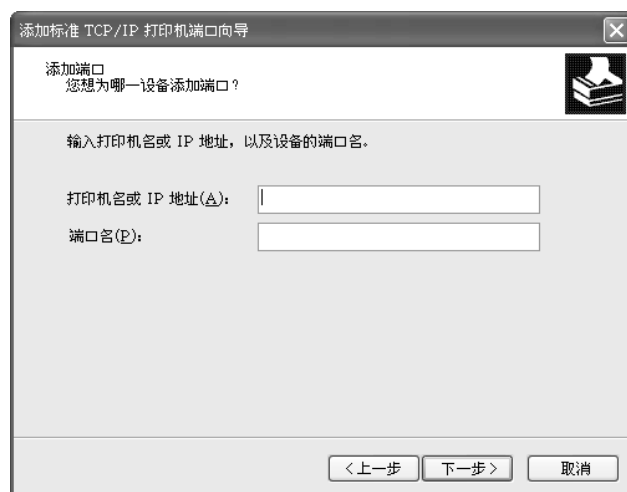 添加标准 TCP/IP 打印机端口向导
添加端口
您想为哪一设备添加端口？
输入打印机名或 IP 地址，以及设备的端口名。
打印机名或 IP 地址(A):
端口名(P):
<上一步 下一步> 取消